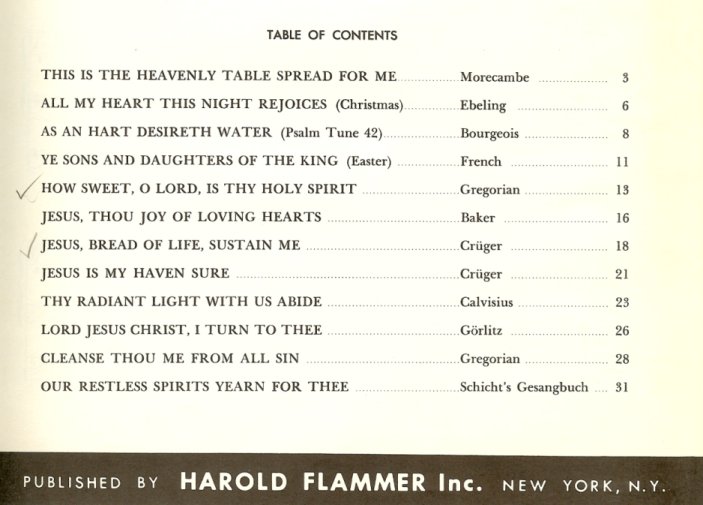 TABLE OF CONTENTS
THIS IS THE HEAVENLY TABLE SPREAD FOR ME Morecambe 3
ALL MY HEART THIS NIGHT REJOICES (Christmas) Ebeling 6
AS AN HART DESIRETH WATER (Psalm Tune 42) Bourgeois 8
YE SONS AND DAUGHTERS OF THE KING (Easter) French 11
HOW SWEET, O LORD, IS THY HOLY SPIRIT Gregorian 13
JESUS, THOU JOY OF LOVING HEARTS Baker 16
JESUS, BREAD OF LIFE, SUSTAIN ME Crüger 18
JESUS IS MY HAVEN SURE Crüger 21
THY RADIANT LIGHT WITH US ABIDE Calvisius 23
LORD JESUS CHRIST, I TURN TO THEE Görlitz 26
CLEANSE THOU ME FROM ALL SIN Gregorian 28
OUR RESTLESS SPIRITS YEARN FOR THEE Schicht's Gesangbuch 31
PUBLISHED BY HAROLD FLAMMER Inc. NEW YORK, N.Y.